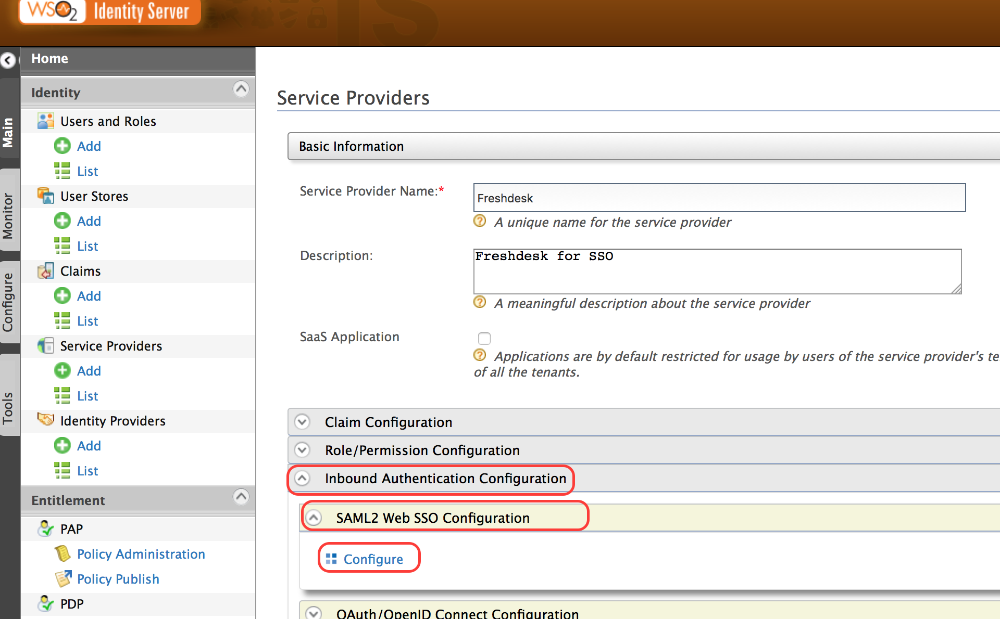 WSO2 Identity Server
Home
Identity
Users and Roles
Add
List
User Stores
Add
List
Claims
Add
List
Service Providers
Add
List
Identity Providers
Add
List
Entitlement
PAP
Policy Administration
Policy Publish
PDP
Main
Monitor
Configure
Tools
Service Providers
Basic Information
Service Provider Name:*
Freshdesk
A unique name for the service provider
Description:
Freshdesk for SSO
A meaningful description about the service provider
SaaS Application
Applications are by default restricted for usage by users of the service provider's te
of all the tenants.
Claim Configuration
Role/Permission Configuration
Inbound Authentication Configuration
SAML2 Web SSO Configuration
Configure
OAuth/OpenID Connect Configuration